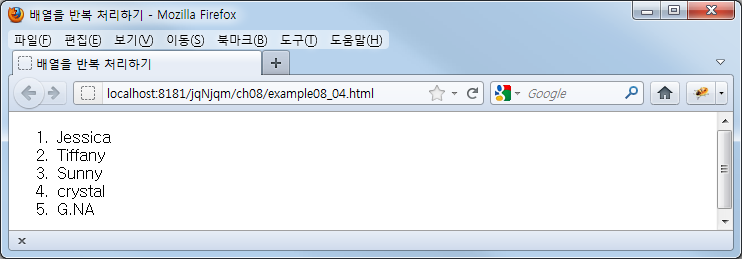 배열을 반복 처리하기 - Mozilla Firefox
파일(F) 편집(E) 보기(V) 이동(S) 북마크(B) 도구(T) 도움말(H)
배열을 반복 처리하기
localhost:8181/jqNjqm/ch08/example08_04.html Google
1. Jessica
2. Tiffany
3. Sunny
4. crystal
5. G.NA